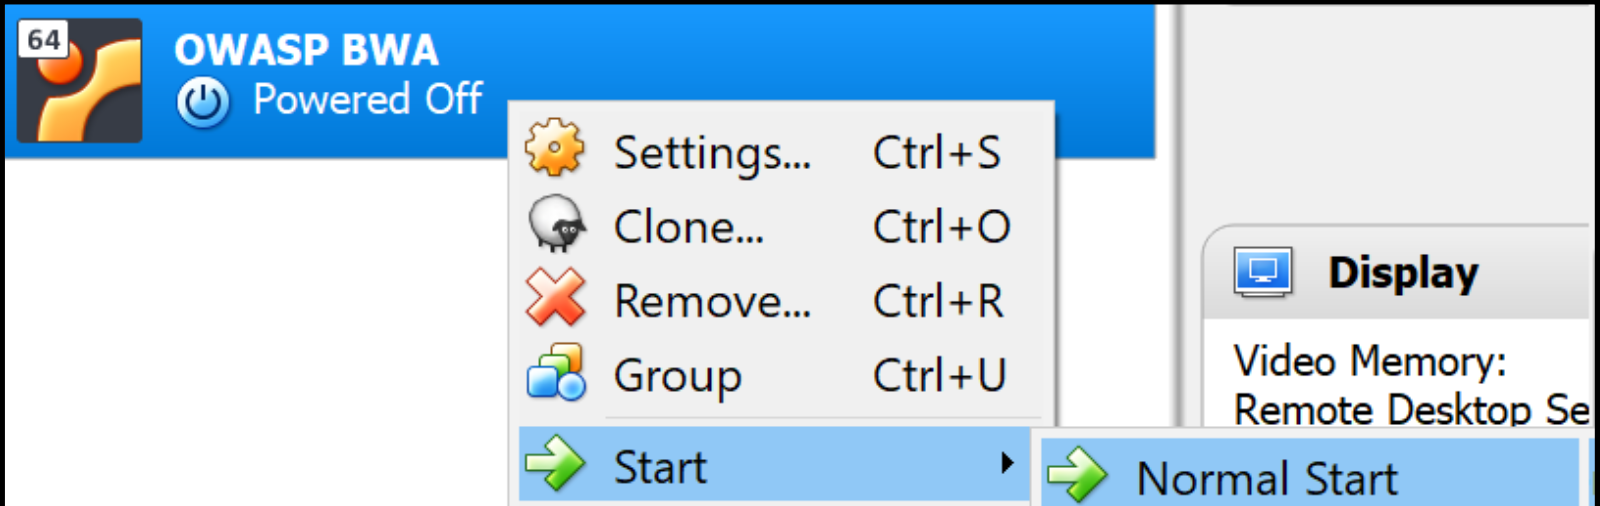 64
OWASP BWA
Powered Off
Settings... Ctrl+S
Clone... Ctrl+O
Remove... Ctrl+R
Group Ctrl+U
Start
Normal Start
Display
Video Memory:
Remote Desktop Se